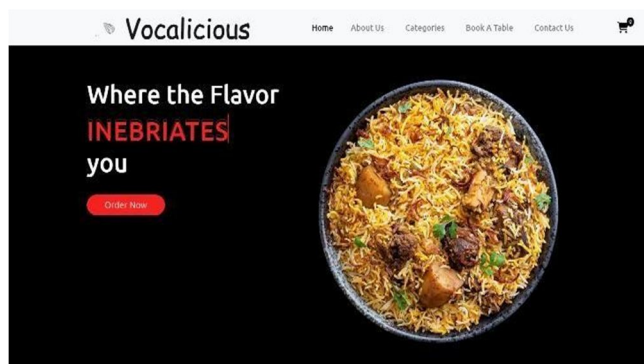 Vocalicious
Home About Us Categories Book A Table Contact Us
Where the Flavor
INEBRIATES
you
Order Now